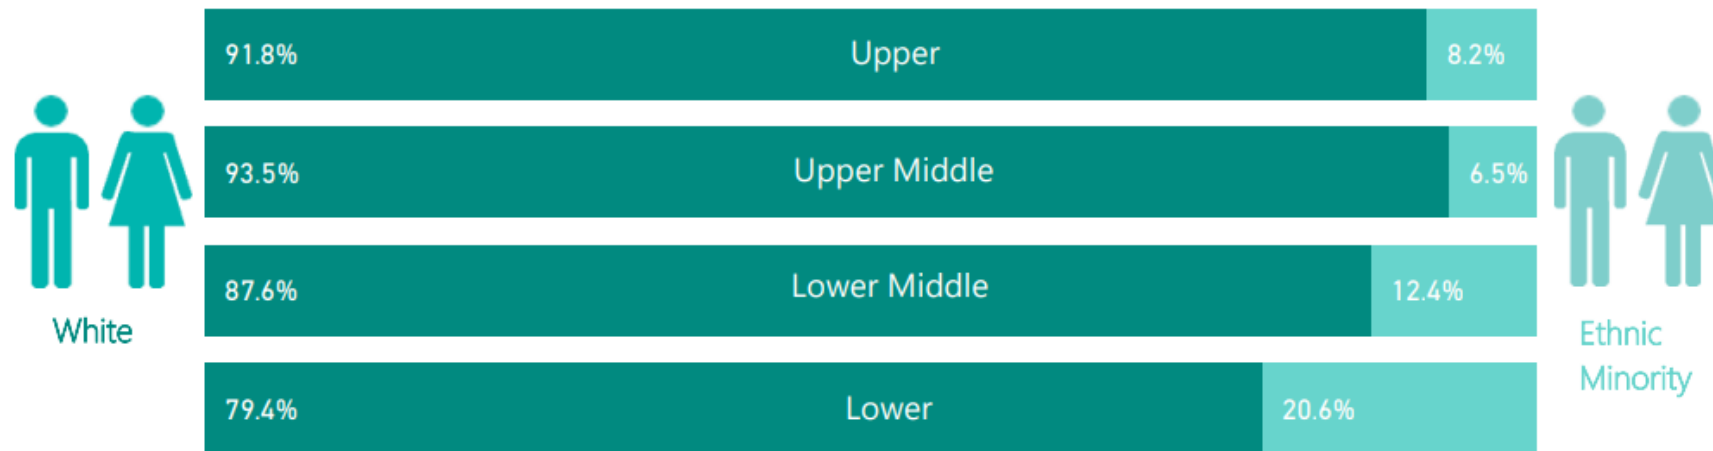 91.8% Upper 8.2%
93.5% Upper Middle 6.5%
87.6% Lower Middle 12.4%
White
Ethnic
Minority
79.4% Lower 20.6%